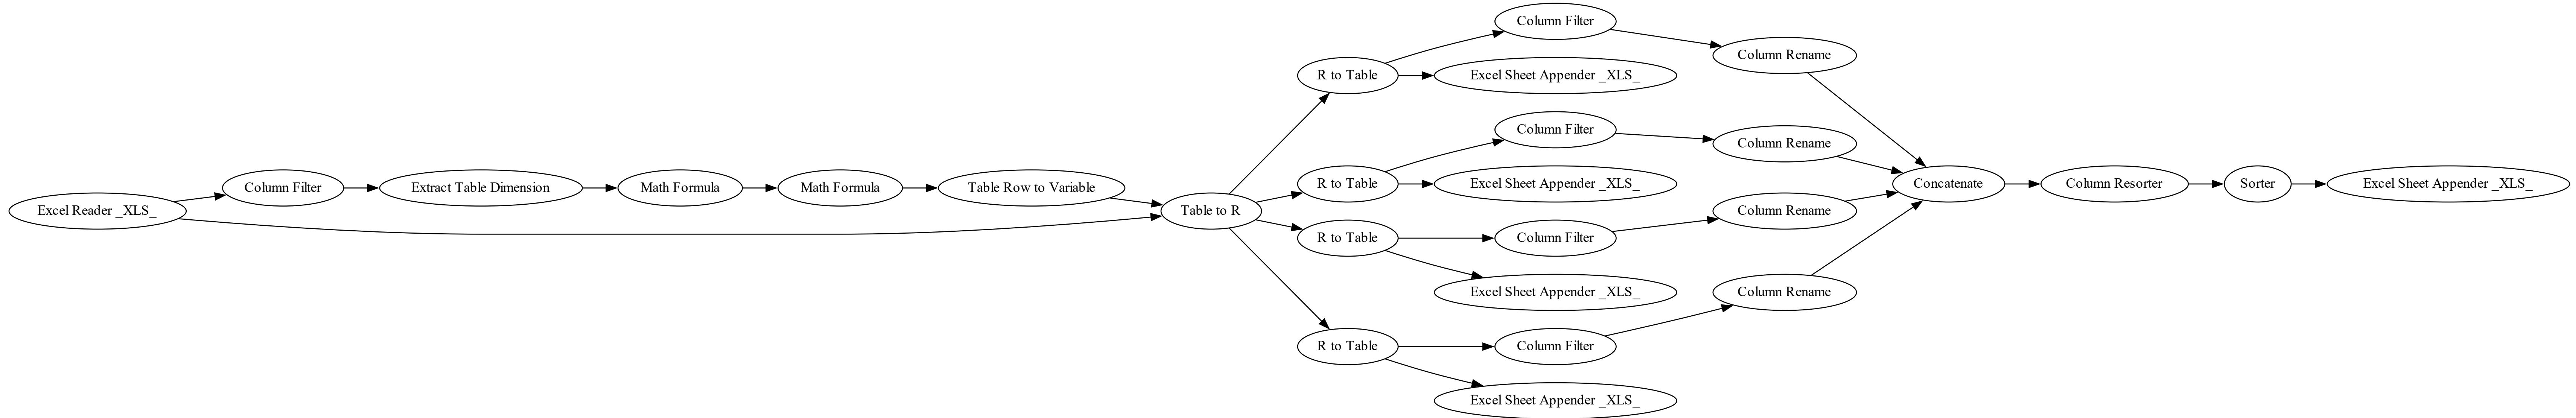 Column Filter
Column Rename
R to Table
Excel Sheet Appender _XLS_
Column Filter
Column Rename
Column Filter
Extract Table Dimension
Math Formula
Math Formula
Table Row to Variable
R to Table
Excel Sheet Appender _XLS_
Concatenate
Column Resorter
Sorter
Excel Sheet Appender _XLS_
Excel Reader _XLS_
Table to R
Column Rename
R to Table
Column Filter
Excel Sheet Appender _XLS_
Column Rename
R to Table
Column Filter
Excel Sheet Appender _XLS_